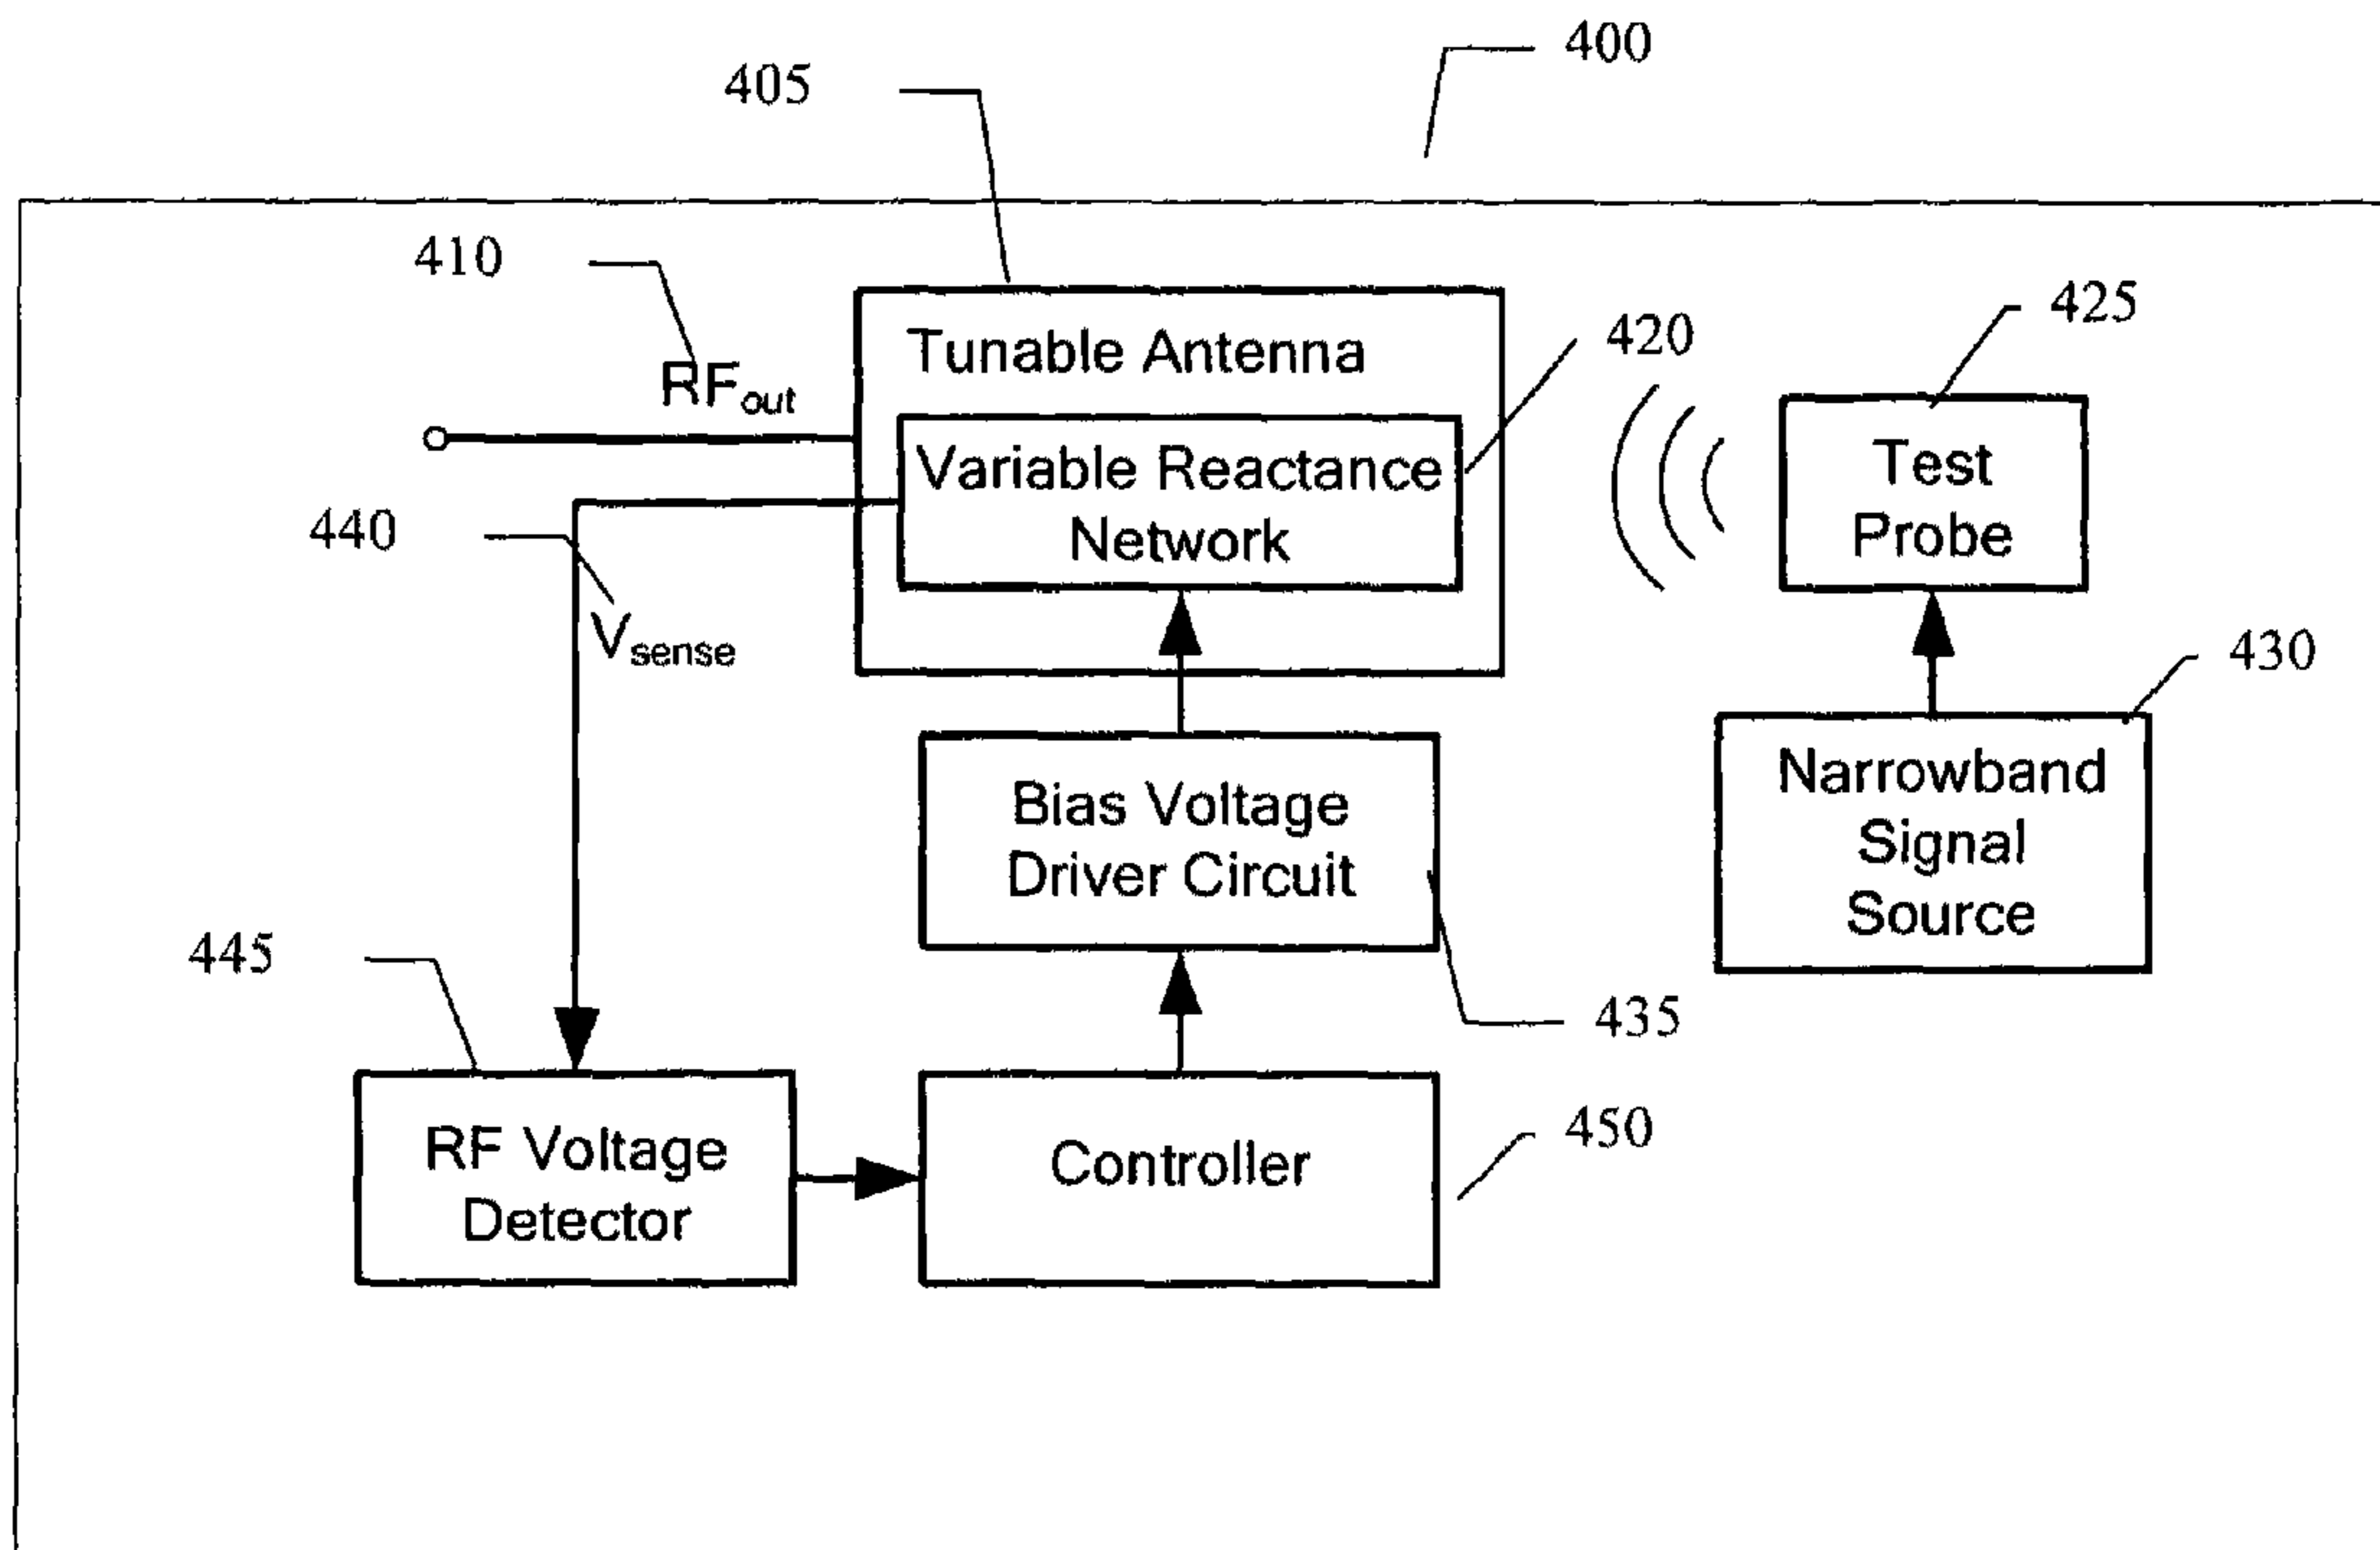 400
405
410
RFout
Tunable Antenna
420
425
Variable Reactance
Network
Test
Probe
440
Vsense
430
Bias Voltage
Driver Circuit
Narrowband
Signal
Source
445
435
RF Voltage
Detector
Controller
450